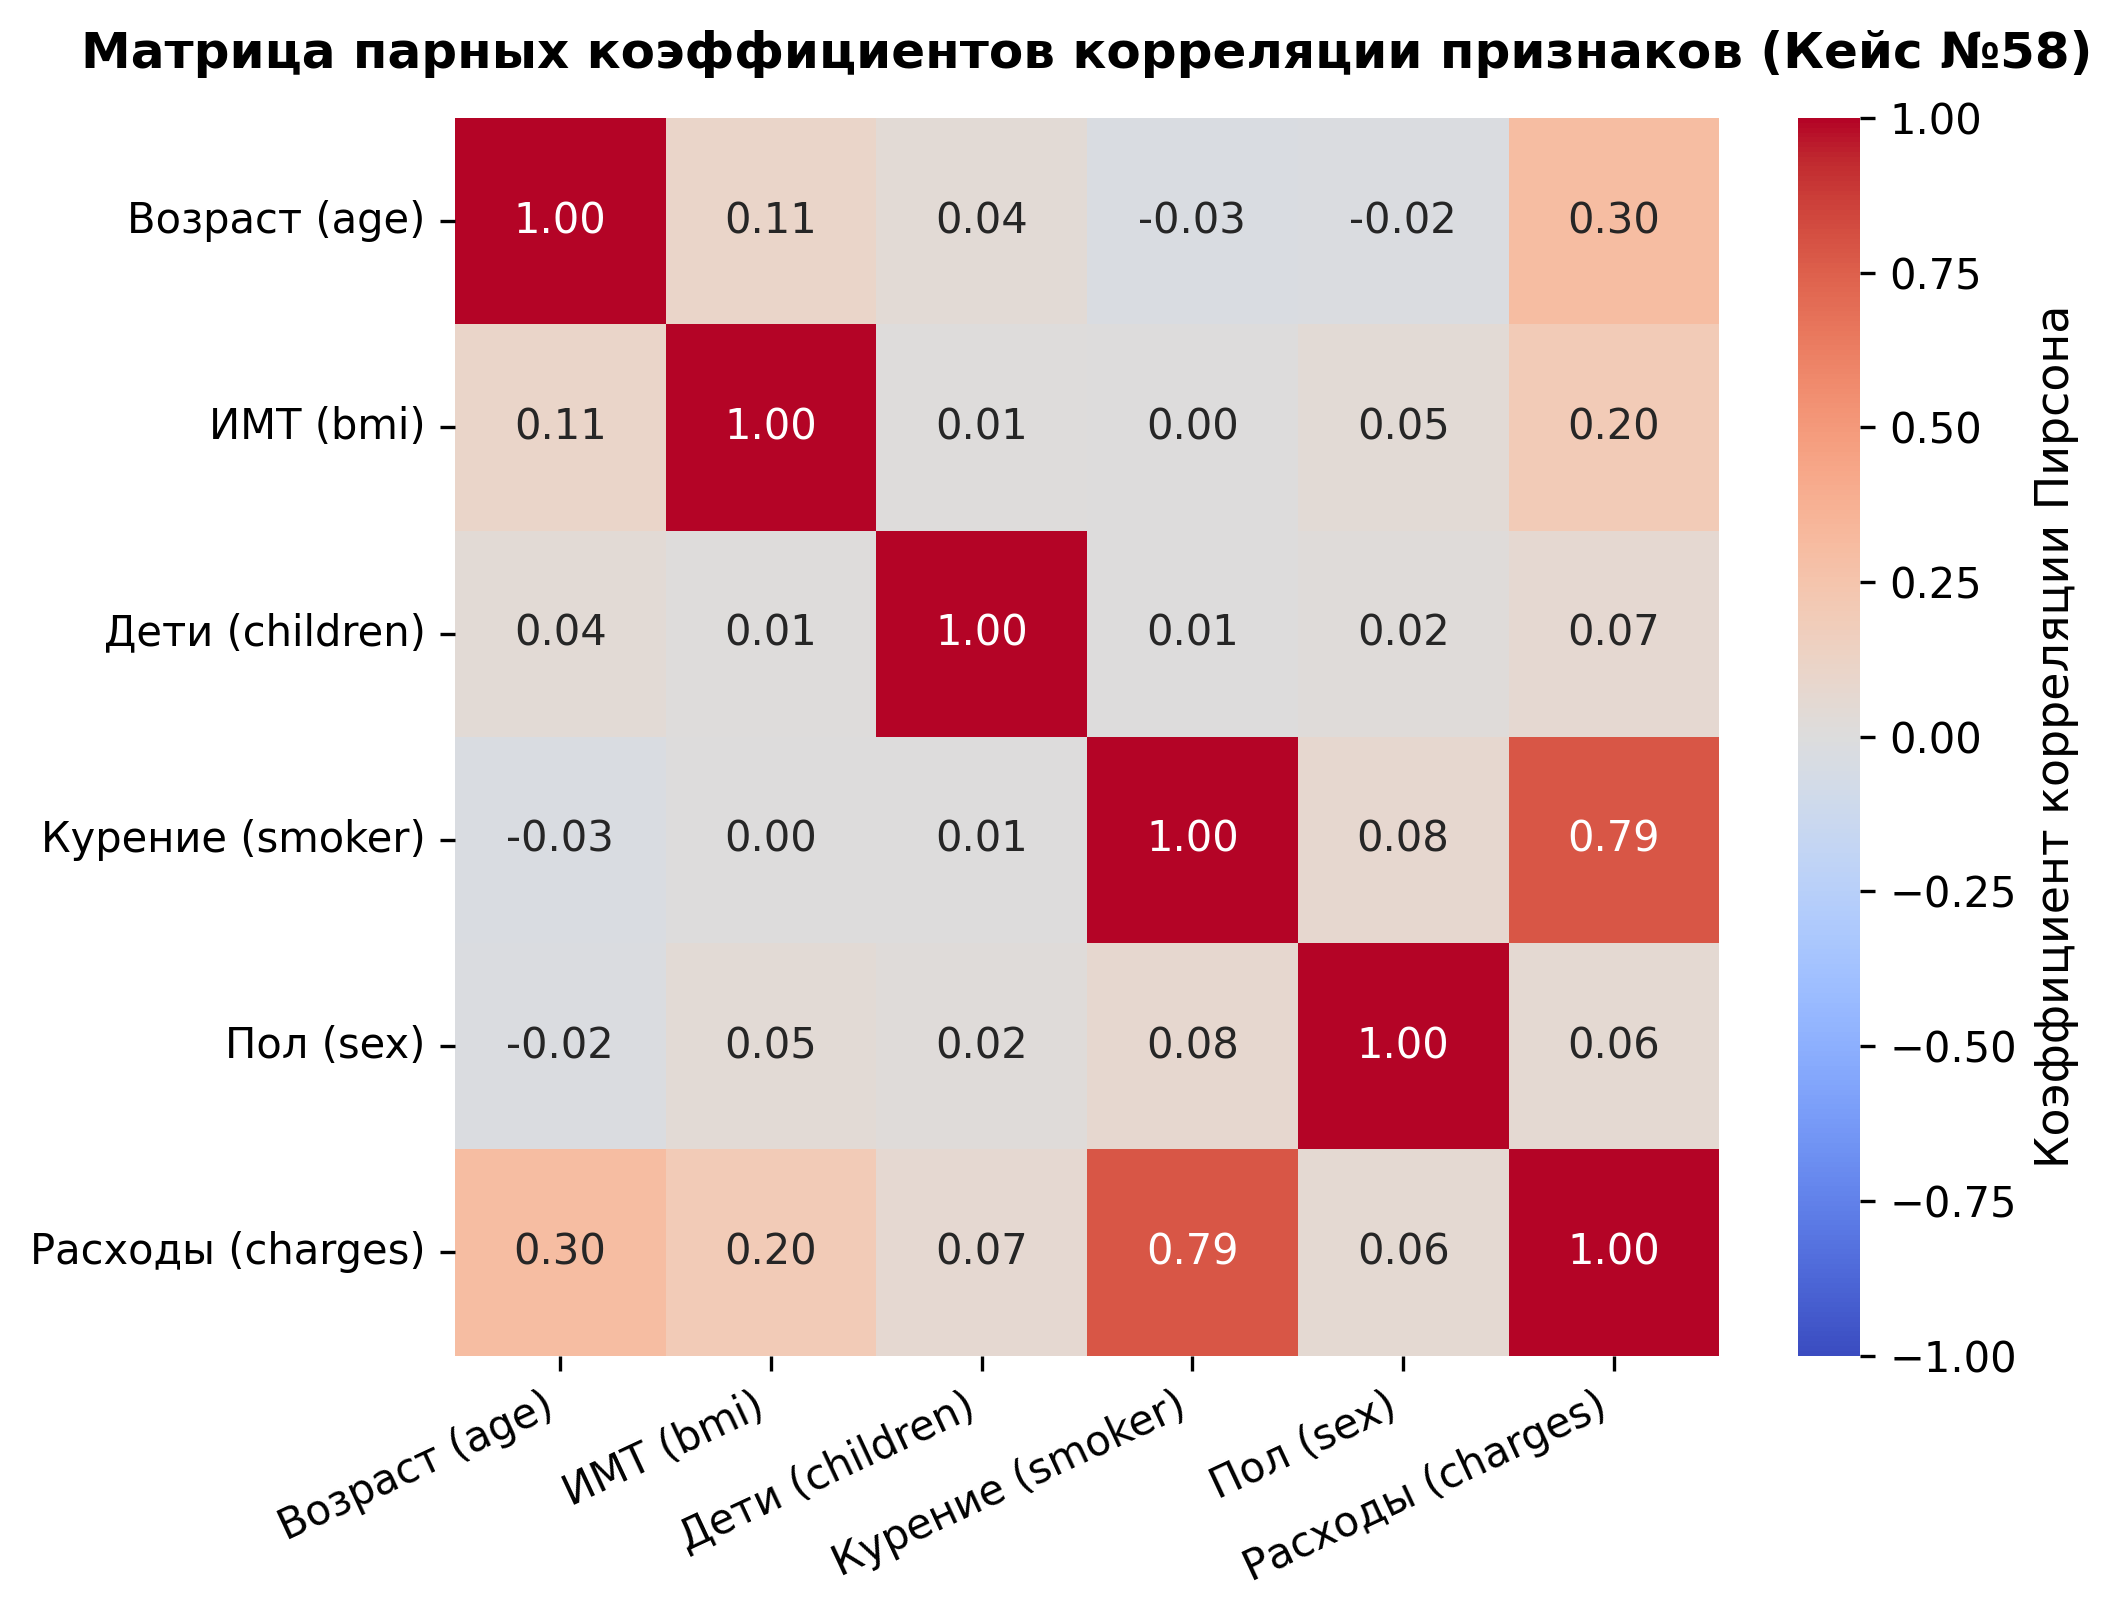 Матрица парных коэффициентов корреляции признаков (Кейс №58)
Возраст (age) 1.00 0.11 0.04 -0.03 -0.02 0.30
ИМТ (bmi) 0.11 1.00 0.01 0.00 0.05 0.20
Дети (children) 0.04 0.01 1.00 0.01 0.02 0.07
Курение (smoker) -0.03 0.00 0.01 1.00 0.08 0.79
Пол (sex) -0.02 0.05 0.02 0.08 1.00 0.06
Расходы (charges) 0.30 0.20 0.07 0.79 0.06 1.00
Возраст (age)
ИМТ (bmi)
Дети (children)
Курение (smoker)
Пол (sex)
Расходы (charges)
1.00
0.75
0.50
0.25
0.00
−0.25
−0.50
−0.75
−1.00
Коэффициент корреляции Пирсона